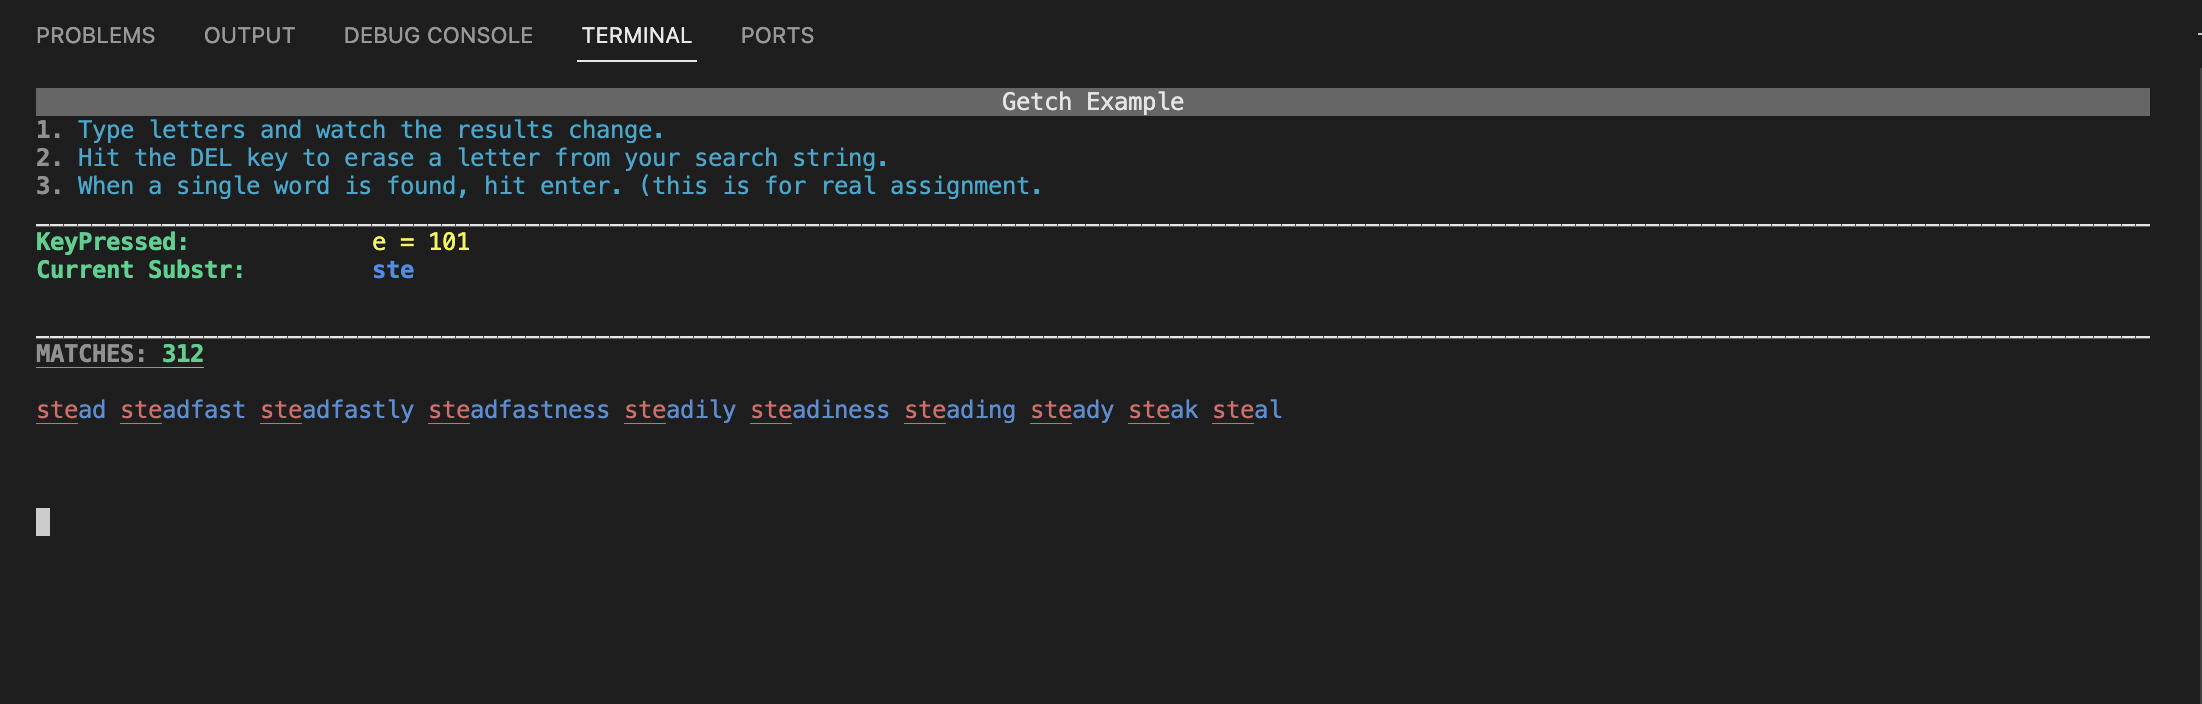 PROBLEMS OUTPUT DEBUG CONSOLE TERMINAL PORTS
Getch Example
1. Type letters and watch the results change.
2. Hit the DEL key to erase a letter from your search string.
3. When a single word is found, hit enter. (this is for real assignment.
KeyPressed: e = 101
Current Substr: ste
MATCHES: 312
stead steadfast steadfastly steadfastness steadily steadiness steading steady steak steal